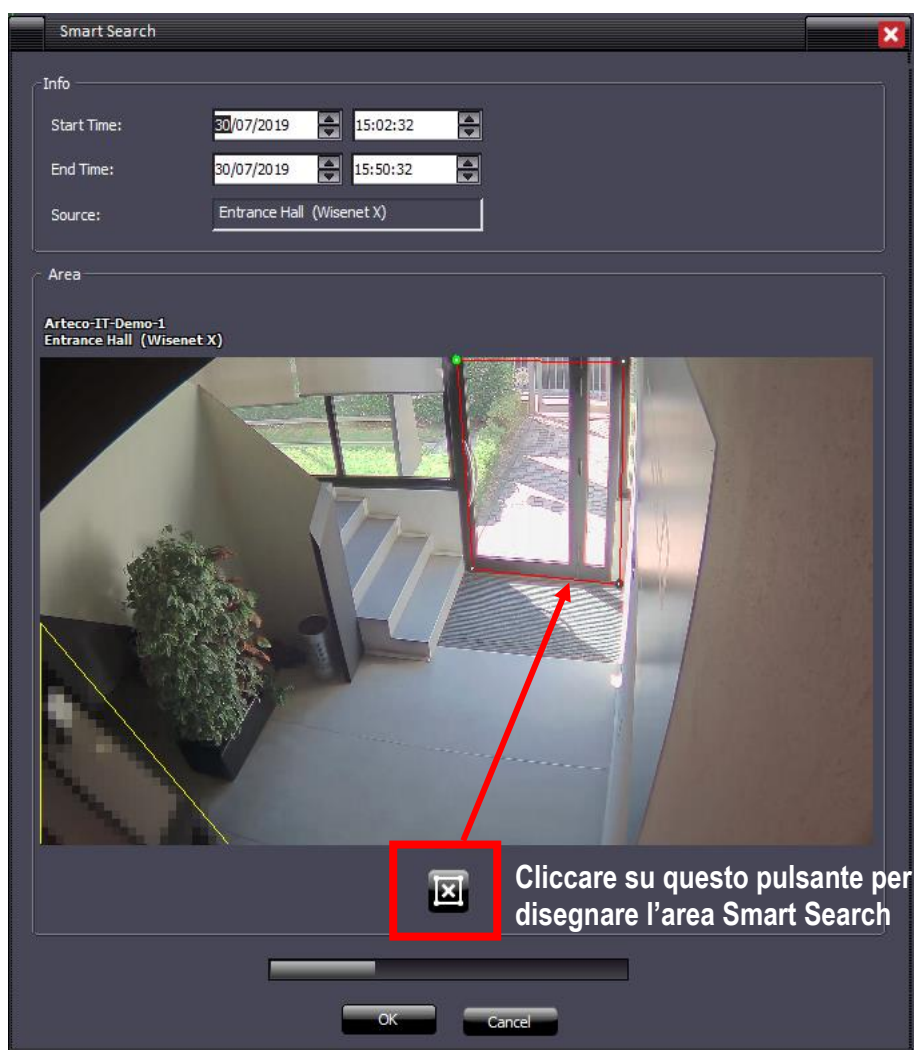 Smart Search
Info
Start Time: 30/07/2019 15:02:32
End Time: 30/07/2019 15:50:32
Source: Entrance Hall (Wisenet X)
Area
Arteco-IT-Demo-1
Entrance Hall (Wisenet X)
Cliccare su questo pulsante per
disegnare l’area Smart Search
OK Cancel